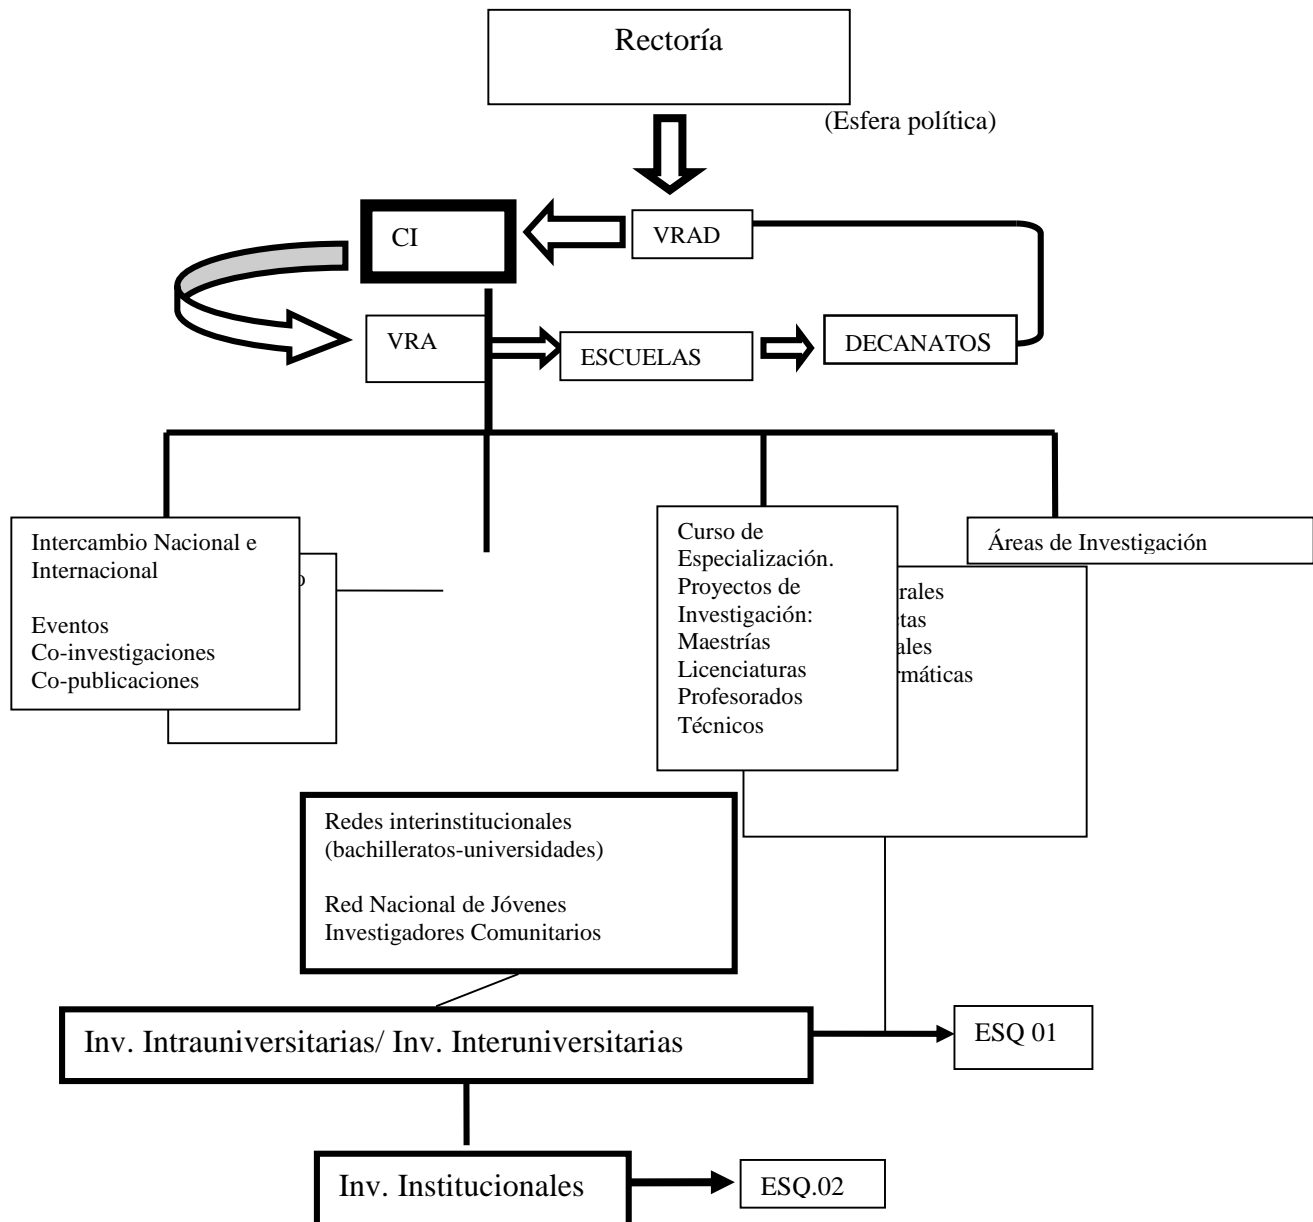 Rectoría
(Esfera política)
CI
VRAD
VRA
ESCUELAS
DECANATOS
Intercambio Nacional e
Internacional
Eventos
Co-investigaciones
Co-publicaciones
Curso de
Especialización.
Proyectos de
Investigación:
Maestrías
Licenciaturas
Profesorados
Técnicos
Áreas de Investigación
Redes interinstitucionales
(bachilleratos-universidades)
Red Nacional de Jóvenes
Investigadores Comunitarios
Inv. Intrauniversitarias/ Inv. Interuniversitarias
ESQ 01
Inv. Institucionales
ESQ.02